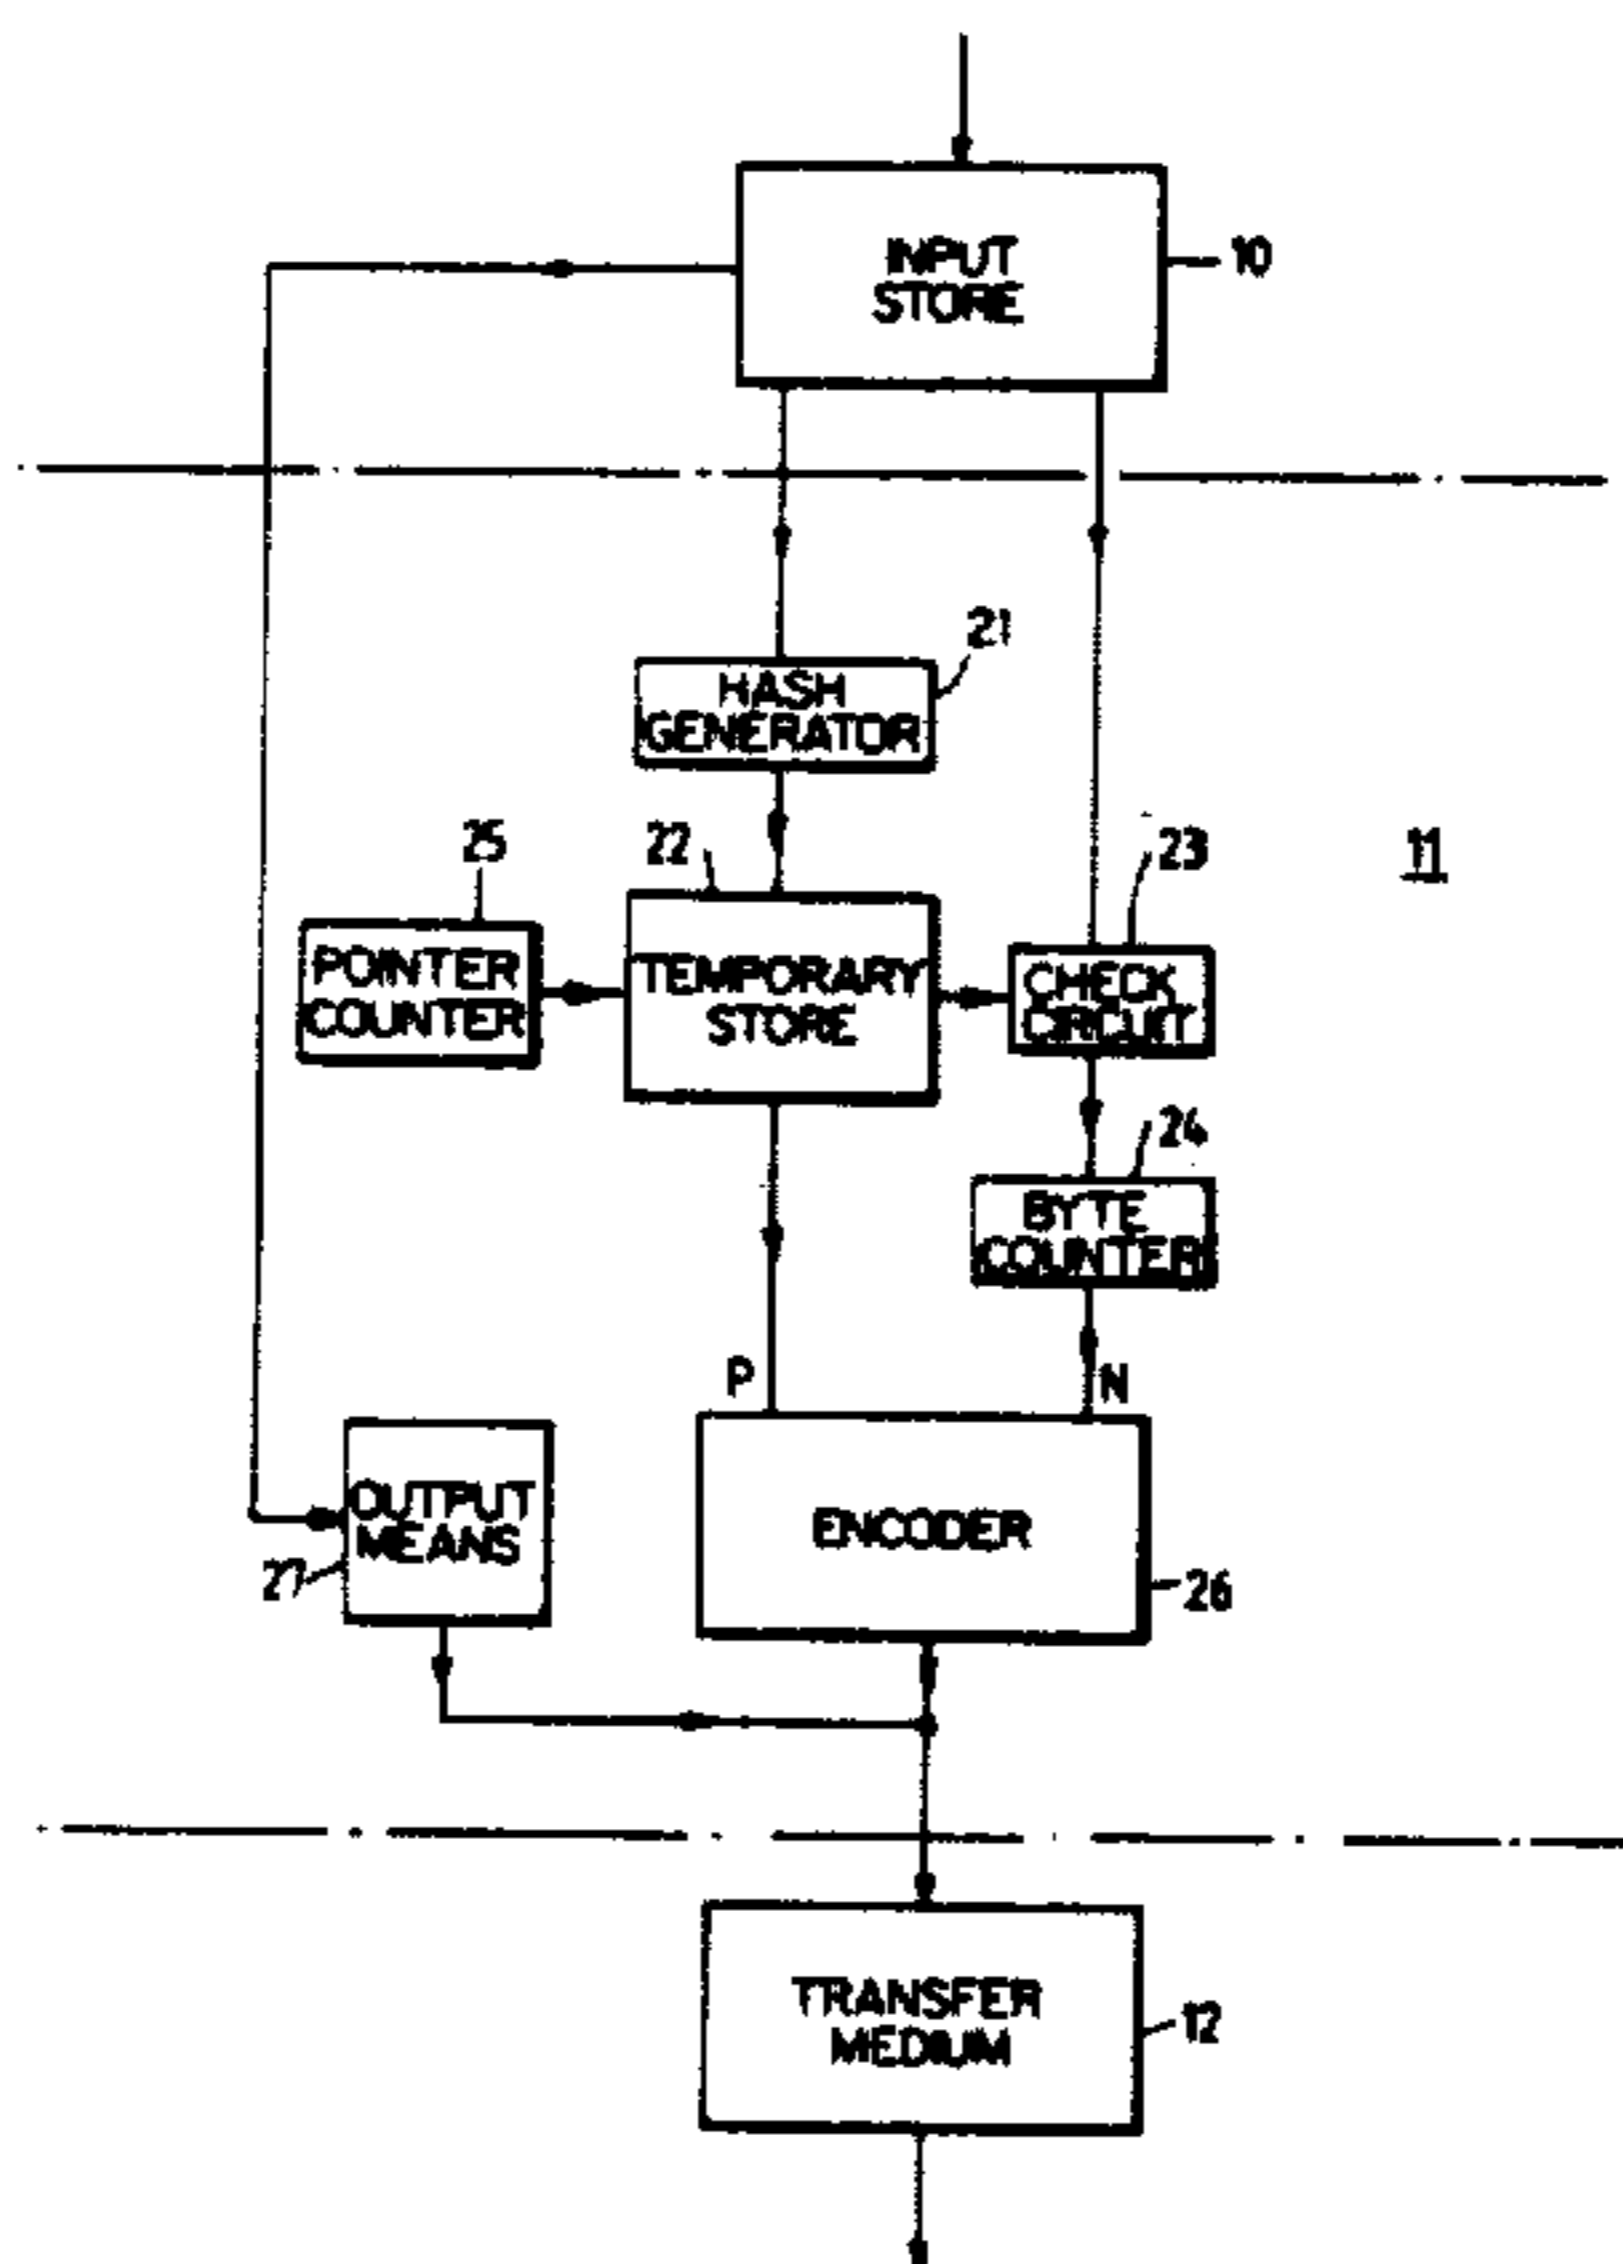 INPUT
STORE
10
HASH
GENERATOR
21
25
22
23
11
POINTER
COUNTER
TEMPORARY
STORE
CHECK
CIRCUIT
24
BYTE
COUNTER
P
N
OUTPUT
MEANS
27
ENCODER
26
TRANSFER
MEDIUM
12